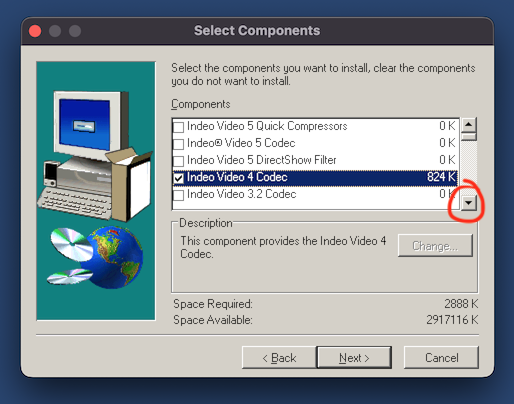 Select Components
Select the components you want to install, clear the components
you do not want to install.
Components
Indeo Video 5 Quick Compressors 0 K
Indeo® Video 5 Codec 0 K
Indeo Video 5 DirectShow Filter 0 K
Indeo Video 4 Codec 824 K
Indeo Video 3.2 Codec 0 K
Description
This component provides the Indeo Video 4
Codec.
Change...
Space Required: 2888 K
Space Available: 2917116 K
< Back
Next >
Cancel